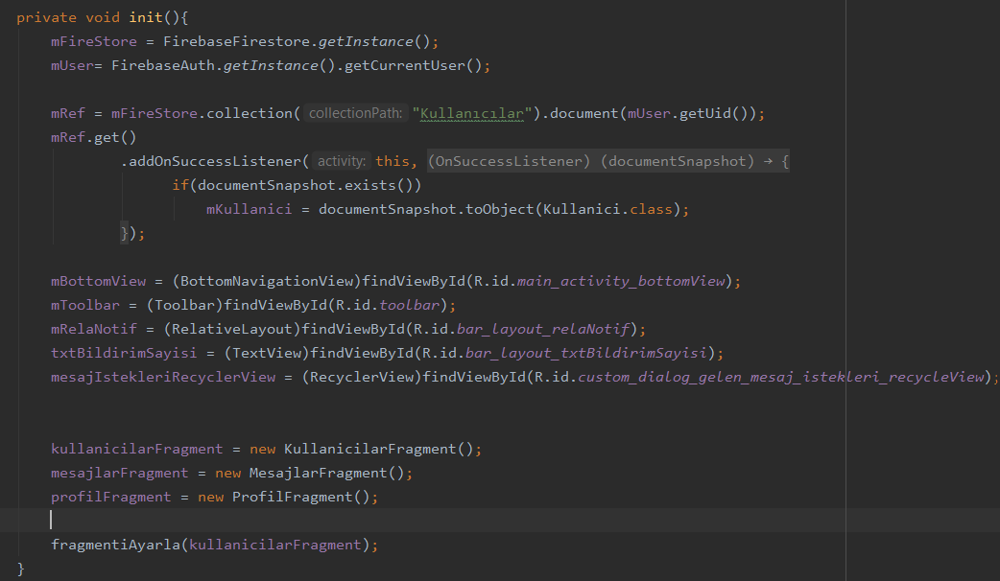 private void init(){
mFireStore = FirebaseFirestore.getInstance();
mUser= FirebaseAuth.getInstance().getCurrentUser();
mRef = mFireStore.collection( collectionPath: "Kullanıcılar").document(mUser.getUid());
mRef.get()
.addOnSuccessListener( activity: this, (OnSuccessListener) (documentSnapshot) → {
if(documentSnapshot.exists())
mKullanici = documentSnapshot.toObject(Kullanici.class);
});
mBottomView = (BottomNavigationView)findViewById(R.id.main_activity_bottomView);
mToolbar = (Toolbar)findViewById(R.id.toolbar);
mRelaNotif = (RelativeLayout)findViewById(R.id.bar_layout_relaNotif);
txtBildirimSayisi = (TextView)findViewById(R.id.bar_layout_txtBildirimSayisi);
mesajIstekleriRecyclerView = (RecyclerView)findViewById(R.id.custom_dialog_gelen_mesaj_istekleri_recycleView);
kullanicilarFragment = new KullanicilarFragment();
mesajlarFragment = new MesajlarFragment();
profilFragment = new ProfilFragment();
fragmentiAyarla(kullanicilarFragment);
}